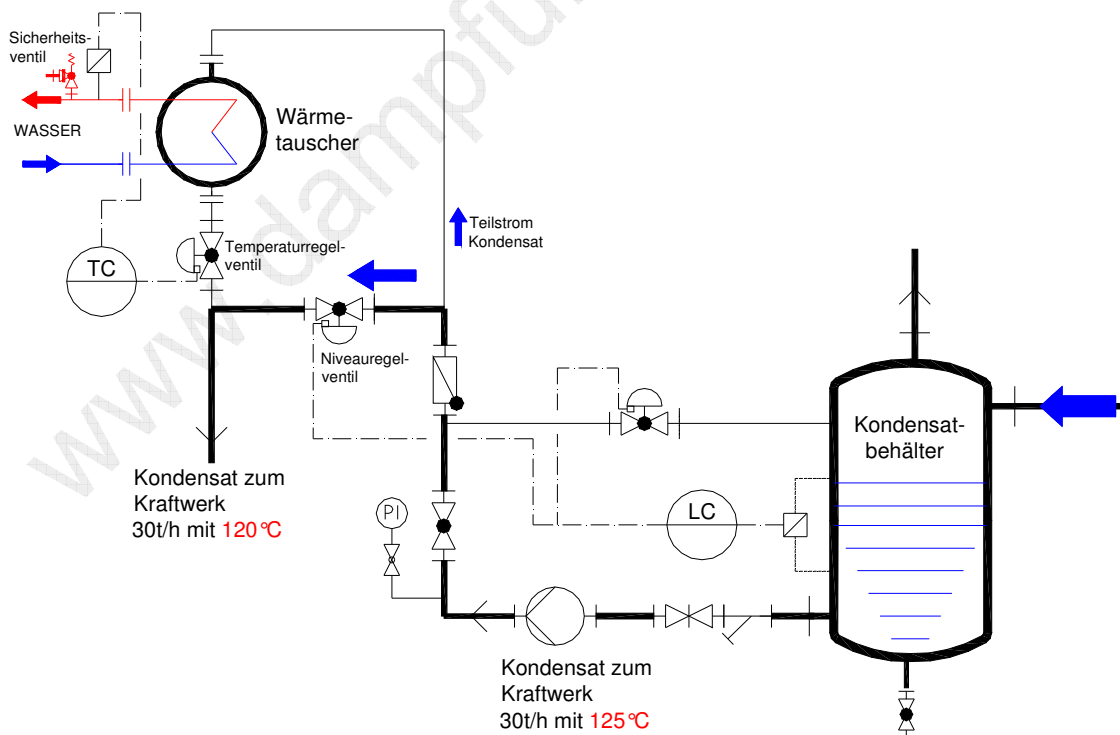 www.dampfu
Sicherheits-
ventil
WASSER
Wärme-
tauscher
TC
Temperaturregel-
ventil
Teilstrom
Kondensat
Niveauregel-
ventil
Kondensat-
behälter
Kondensat zum
Kraftwerk
30t/h mit 120°C
PI
LC
Kondensat zum
Kraftwerk
30t/h mit 125°C